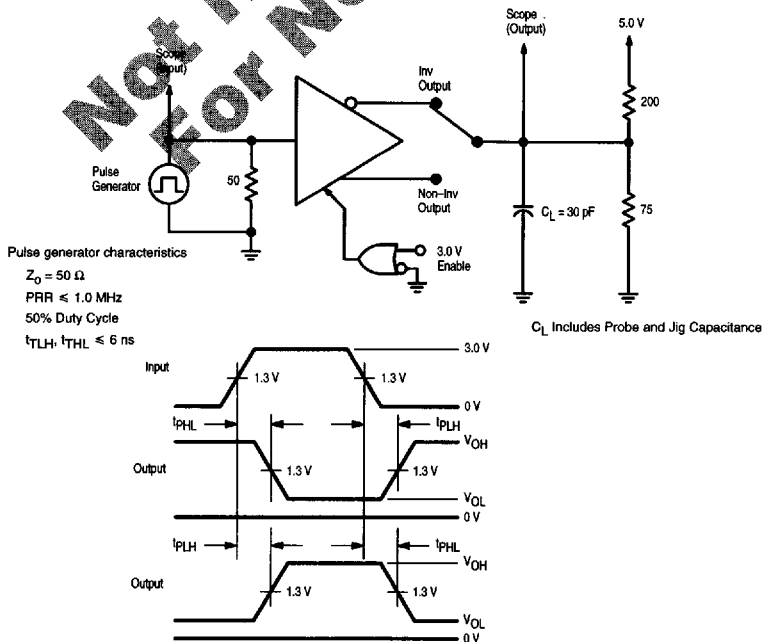 Not
For
Scope
(Input)
Scope
(Output)
5.0 V
Inv
Output
200
Pulse
Generator
50
Non–Inv
Output
C_L = 30 pF
75
3.0 V
Enable
Pulse generator characteristics
Z_o = 50 Ω
PRR ≤ 1.0 MHz
50% Duty Cycle
t_TLH, t_THL ≤ 6 ns
C_L Includes Probe and Jig Capacitance
Input
3.0 V
1.3 V
1.3 V
0 V
t_PHL
t_PLH
V_OH
Output
1.3 V
1.3 V
V_OL
0 V
t_PLH
t_PHL
V_OH
Output
1.3 V
1.3 V
V_OL
0 V